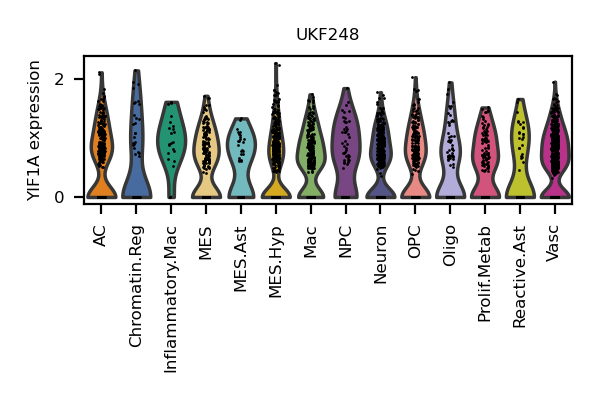 UKF248
YIF1A expression
2
0
AC
Chromatin.Reg
Inflammatory.Mac
MES
MES.Ast
MES.Hyp
Mac
NPC
Neuron
OPC
Oligo
Prolif.Metab
Reactive.Ast
Vasc